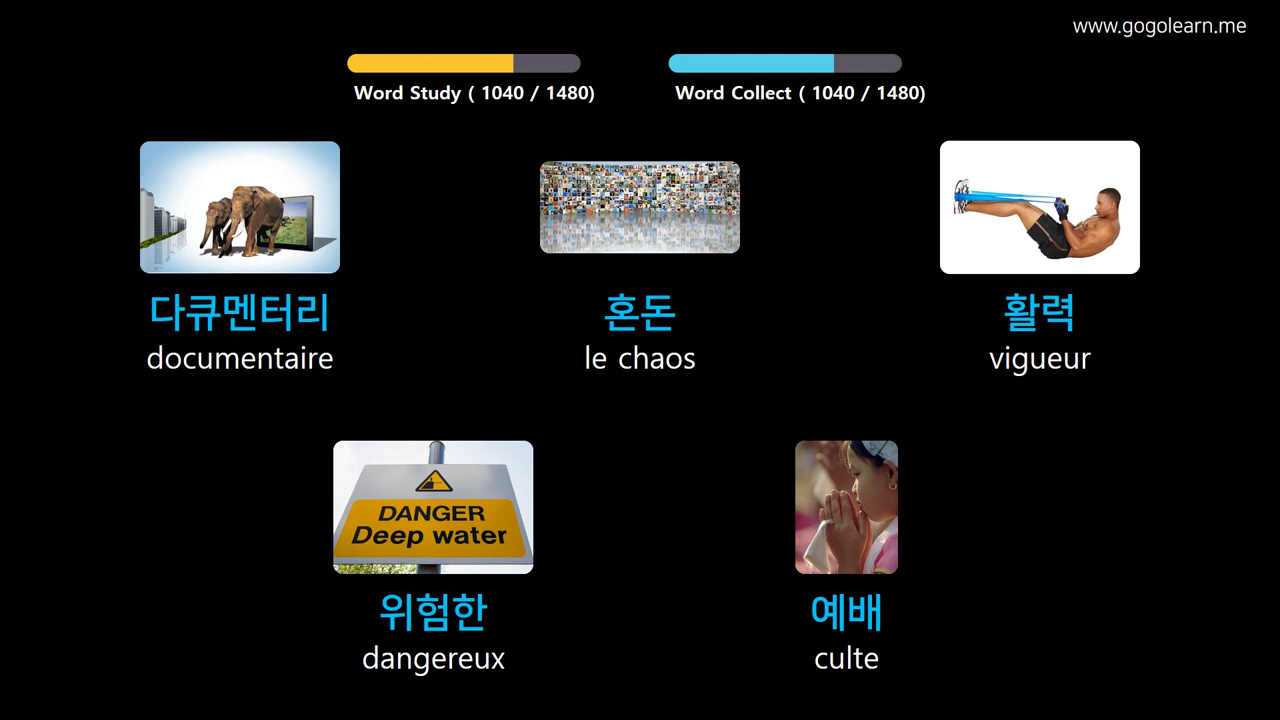 www.gogolearn.me
Word Study ( 1040 / 1480)
Word Collect ( 1040 / 1480)
다큐멘터리
documentaire
혼돈
le chaos
활력
vigueur
DANGER
Deep water
위험한
dangereux
예배
culte